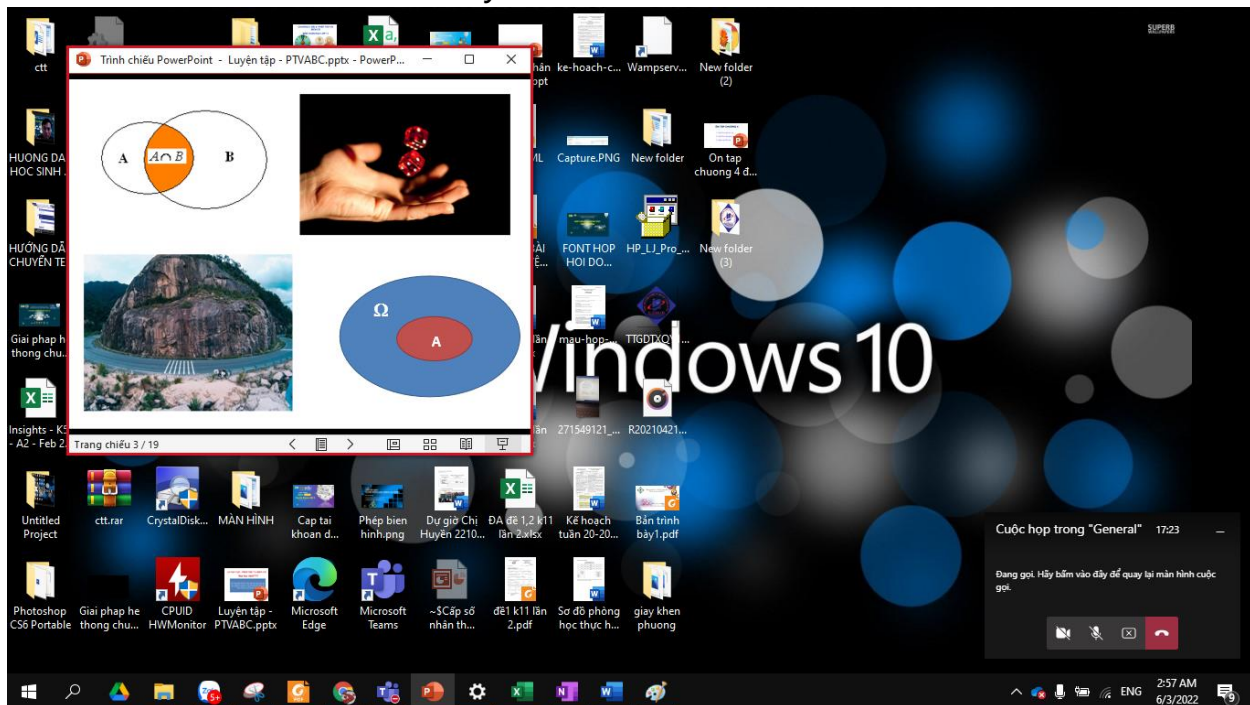 SUPERB
ctt
Trình chiếu PowerPoint - Luyện tập - PTVABC.pptx - PowerP...
ke-hoach-c...
Wampserv...
New folder
(2)
A
A∩B
B
HUONG DA
HOC SINH
Capture.PNG
New folder
On tap
chuong 4 đ...
HƯỚNG DẪ
CHUYỂN TE
FONT HOP
HOI DO...
HP_LJ_Pro_...
New folder
(3)
Ω
A
Giai phap h
thong chu...
mau-hop-...
Windows 10
Insights - K5
- A2 - Feb 2
271549121_...
R20210421...
Trang chiếu 3 / 19
Untitled
Project
ctt.rar
CrystalDisk...
MÀN HÌNH
Cap tai
khoan d...
Phép bien
hinh.png
Dự giờ Chị
Huyền 2210...
ĐA đề 1,2 k11
lần 2.xlsx
Kế hoạch
tuần 20-20...
Bản trình
bày1.pdf
Cuộc họp trong "General" 17:23
Đang gọi. Hãy bấm vào đây để quay lại màn hình cuộc
gọi.
Photoshop
CS6 Portable
Giai phap he
thong chu...
CPUID
HWMonitor
Luyện tập -
PTVABC.pptx
Microsoft
Edge
Microsoft
Teams
~$Cấp số
nhân th...
đề1 k11 lần
2.pdf
Sơ đồ phòng
học thực h...
giay khen
phuong
ENG
2:57 AM
6/3/2022